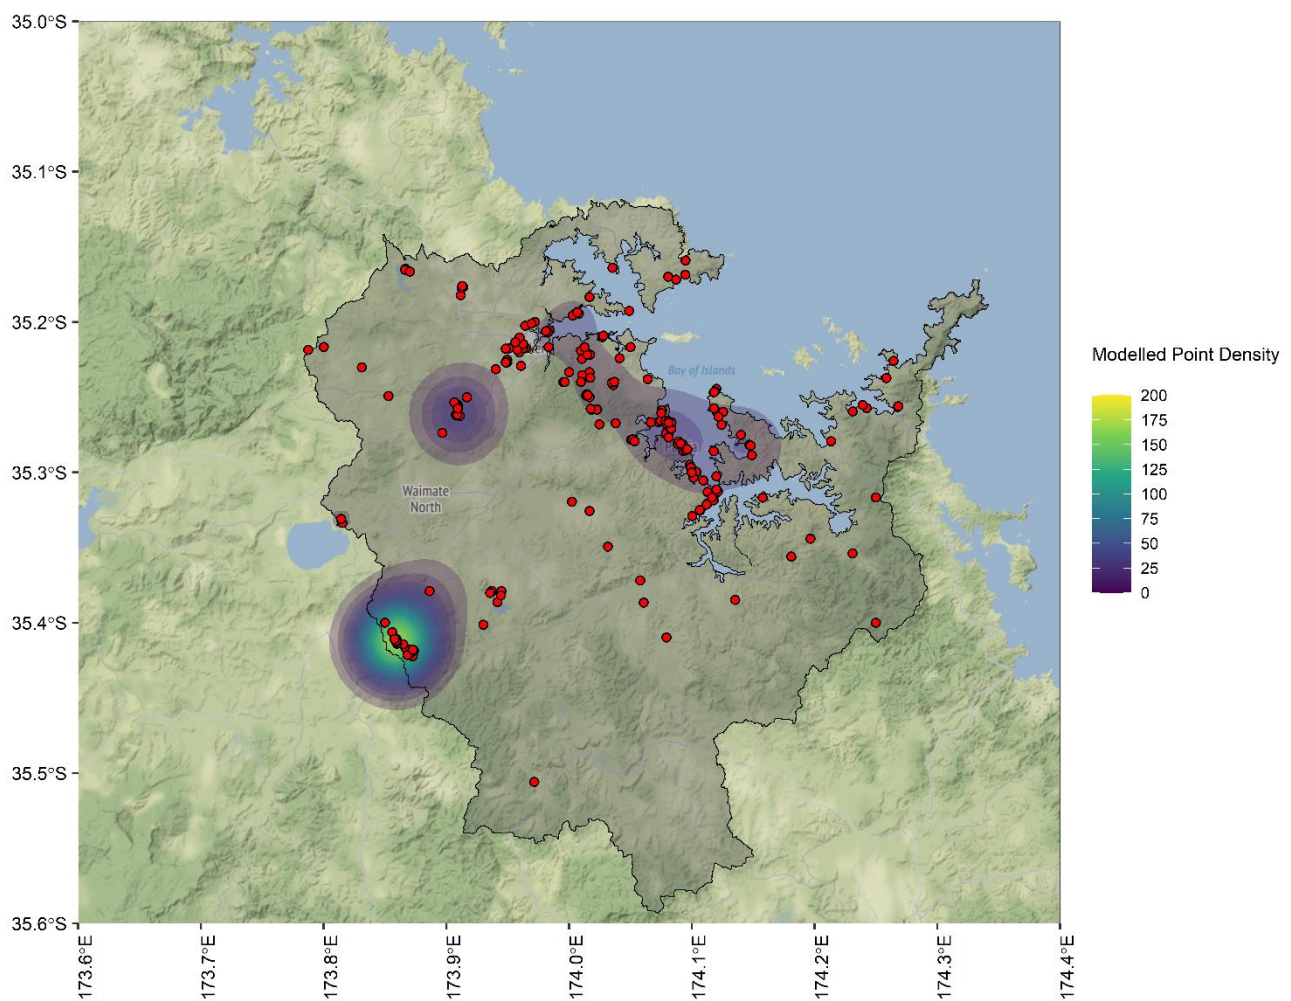 35.0°S
35.1°S
35.2°S
35.3°S
35.4°S
35.5°S
35.6°S
Bay of Islands
Waimate
North
173.6°E
173.7°E
173.8°E
173.9°E
174.0°E
174.1°E
174.2°E
174.3°E
174.4°E
Modelled Point Density
200
175
150
125
100
75
50
25
0